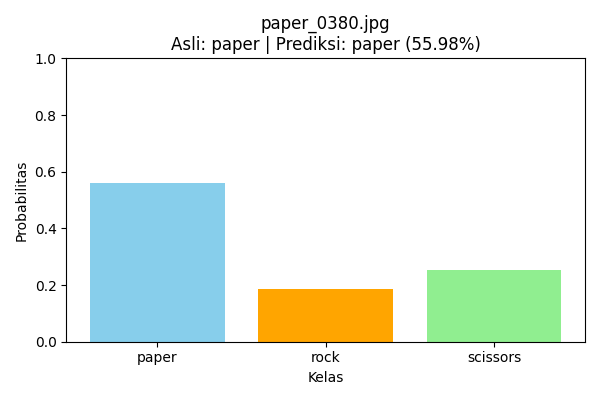 paper_0380.jpg
Asli: paper | Prediksi: paper (55.98%)
1.0
0.8
0.6
0.4
0.2
0.0
Probabilitas
paper rock scissors
Kelas